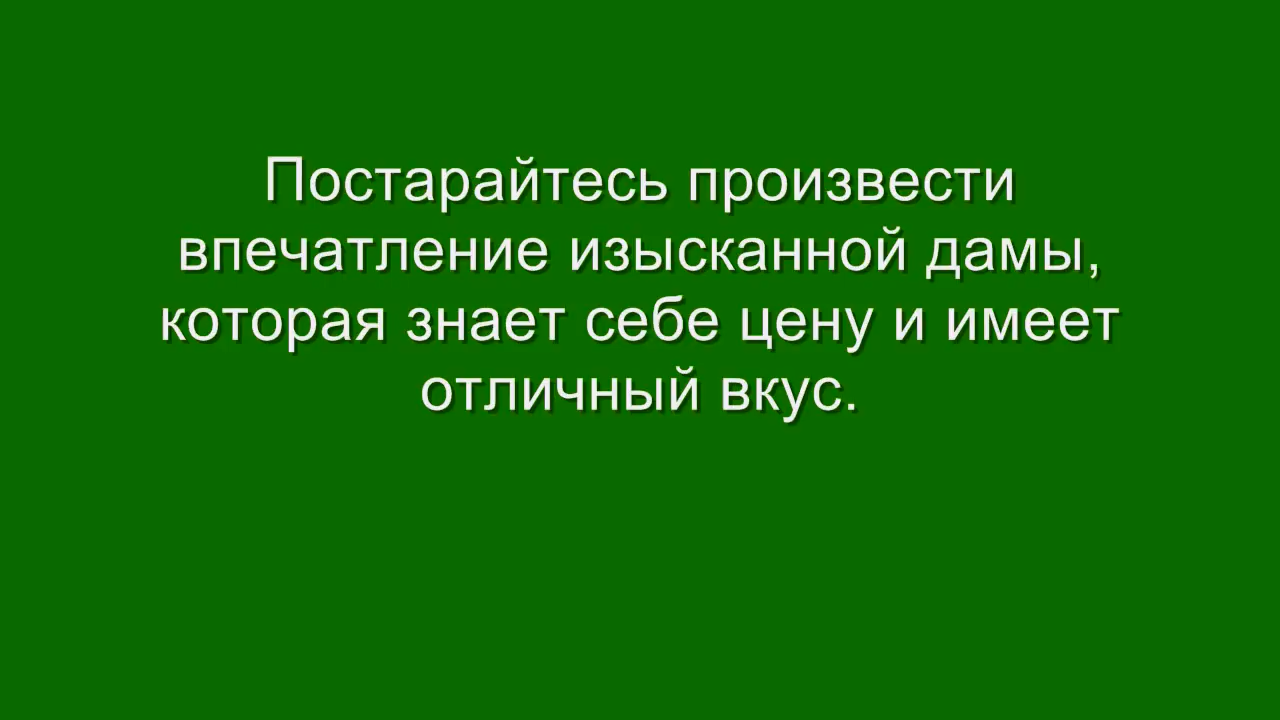 Постарайтесь произвести
впечатление изысканной дамы,
которая знает себе цену и имеет
отличный вкус.